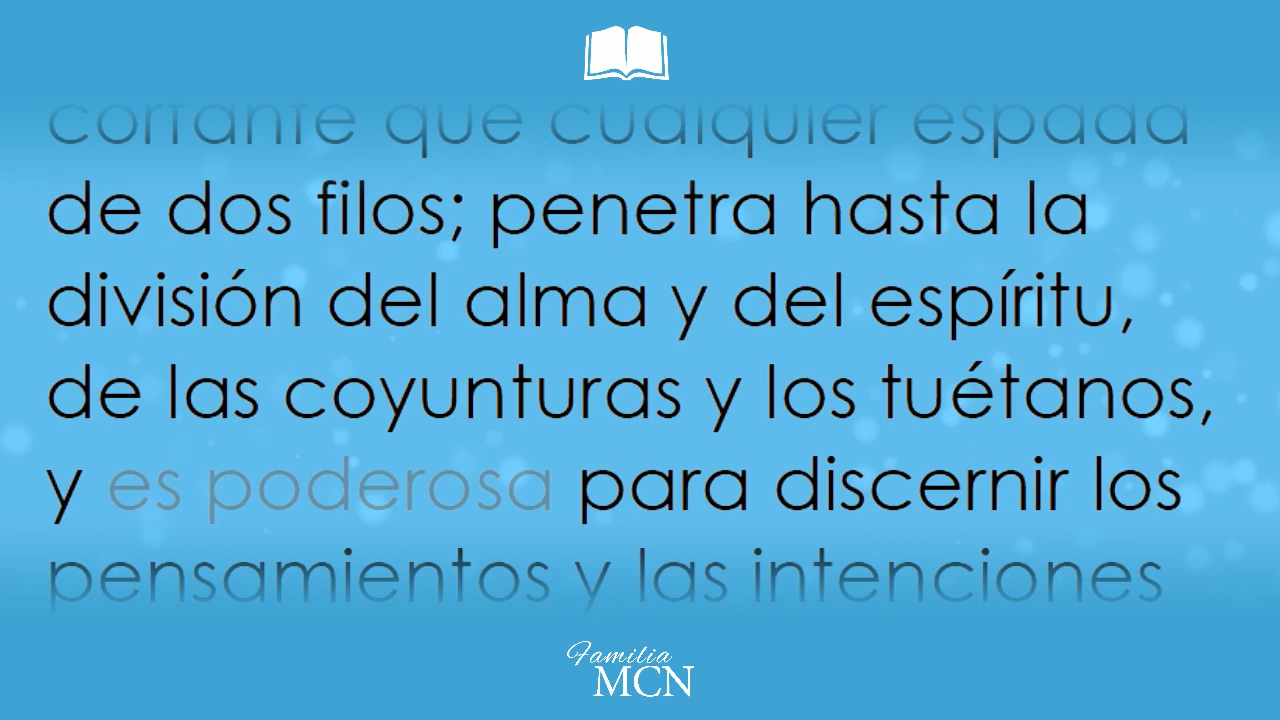 cortante que cualquier espada
de dos filos; penetra hasta la
división del alma y del espíritu,
de las coyunturas y los tuétanos,
y es poderosa para discernir los
pensamientos y las intenciones
Familia
MCN